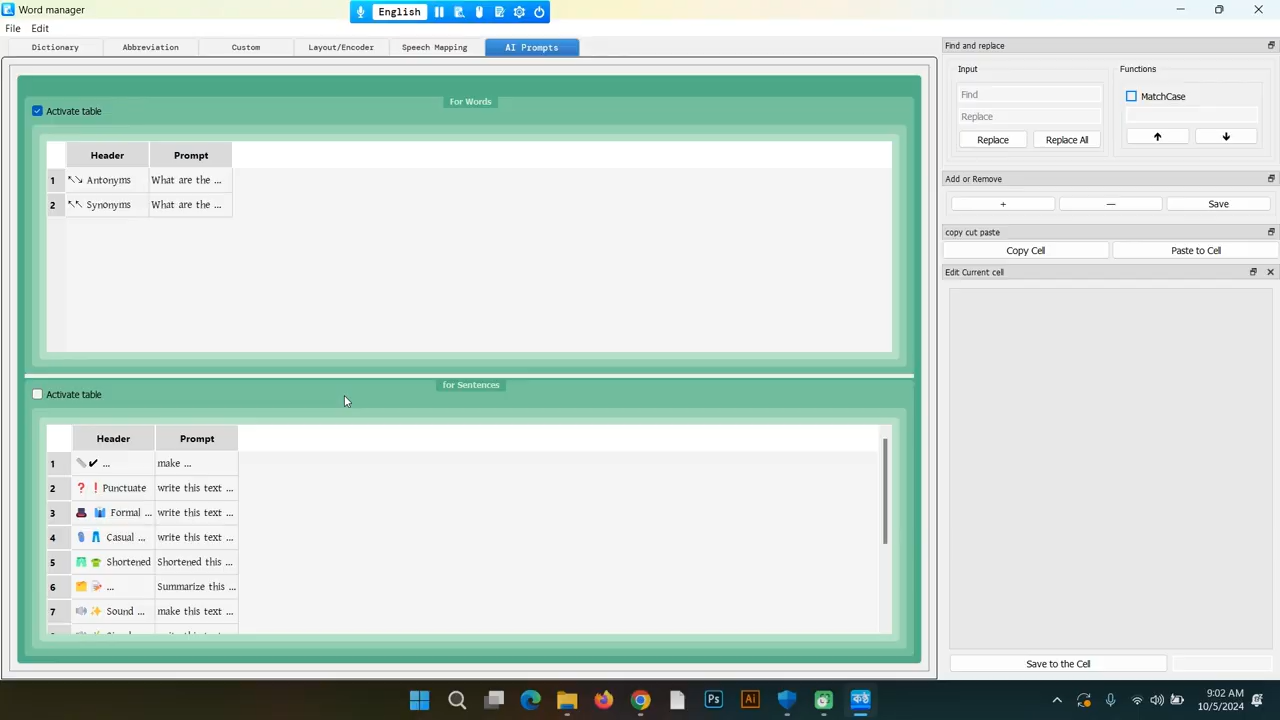 Word manager
English
File Edit
Dictionary Abbreviation Custom Layout/Encoder Speech Mapping AI Prompts
For Words
Activate table
Header Prompt
1 Antonyms What are the ...
2 Synonyms What are the ...
for Sentences
Activate table
Header Prompt
1 ... make ...
2 Punctuate write this text ...
3 Formal ... write this text ...
4 Casual ... write this text ...
5 Shortened Shortened this ...
6 ... Summarize this ...
7 Sound ... make this text ...
Find and replace
Input Functions
Find
MatchCase
Replace
Replace Replace All
Add or Remove
+ — Save
copy cut paste
Copy Cell Paste to Cell
Edit Current cell
Save to the Cell
Ps Ai কণ্ঠ
9:02 AM
10/5/2024